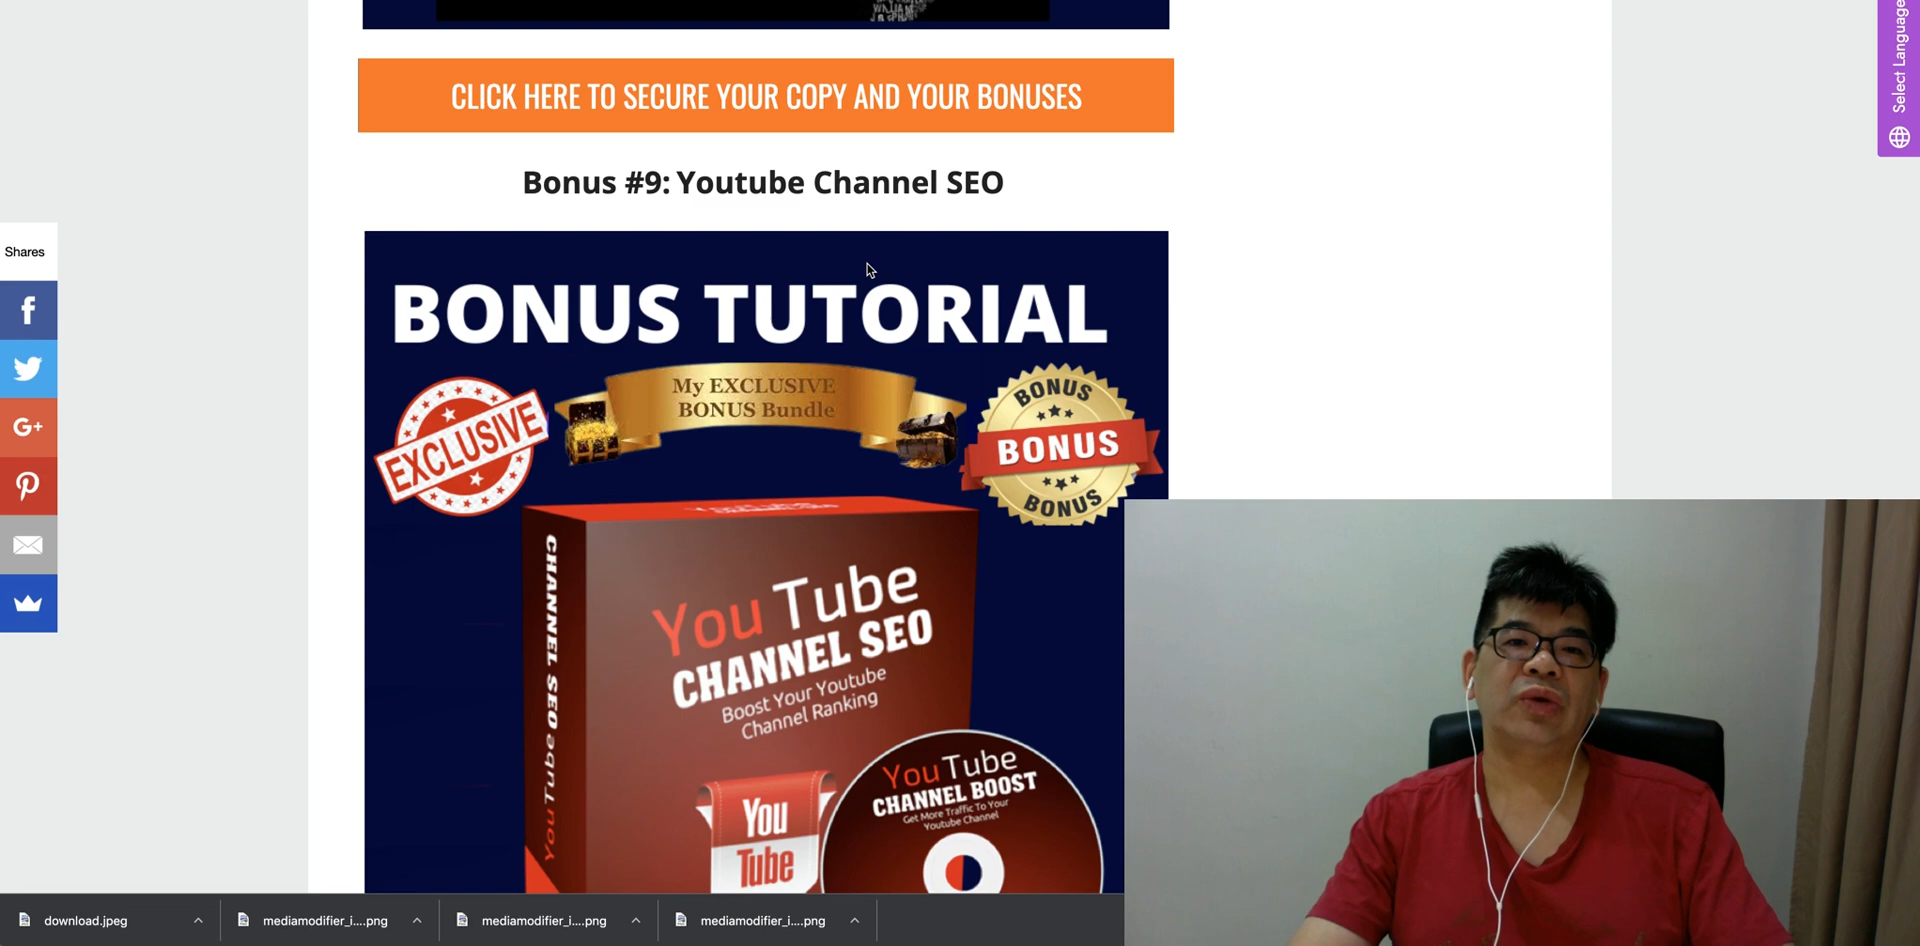 Select Language
CLICK HERE TO SECURE YOUR COPY AND YOUR BONUSES
Bonus #9: Youtube Channel SEO
Shares
G+
BONUS TUTORIAL
My EXCLUSIVE
BONUS Bundle
EXCLUSIVE
BONUS
BONUS
BONUS
CHANNEL SEO
YouTube
YouTube
CHANNEL SEO
Boost Your Youtube
Channel Ranking
You
Tube
YouTube
CHANNEL BOOST
Get More Traffic To Your
Youtube Channel
download.jpeg
mediamodifier_i....png
mediamodifier_i....png
mediamodifier_i....png